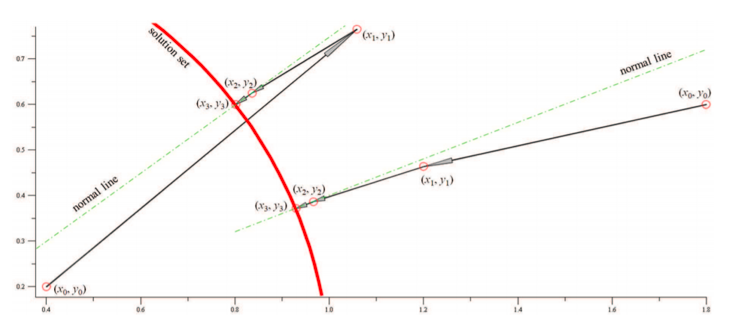 solution set
(x₁, y₁)
0.7
normal line
(x₂, y₂)
(x₀, y₀)
0.6
(x₃, y₃)
0.5
(x₁, y₁)
normal line
(x₂, y₂)
0.4
(x₃, y₃)
0.3
0.2
(x₀, y₀)
0.4
0.6
0.8
1.0
1.2
1.4
1.6
1.8